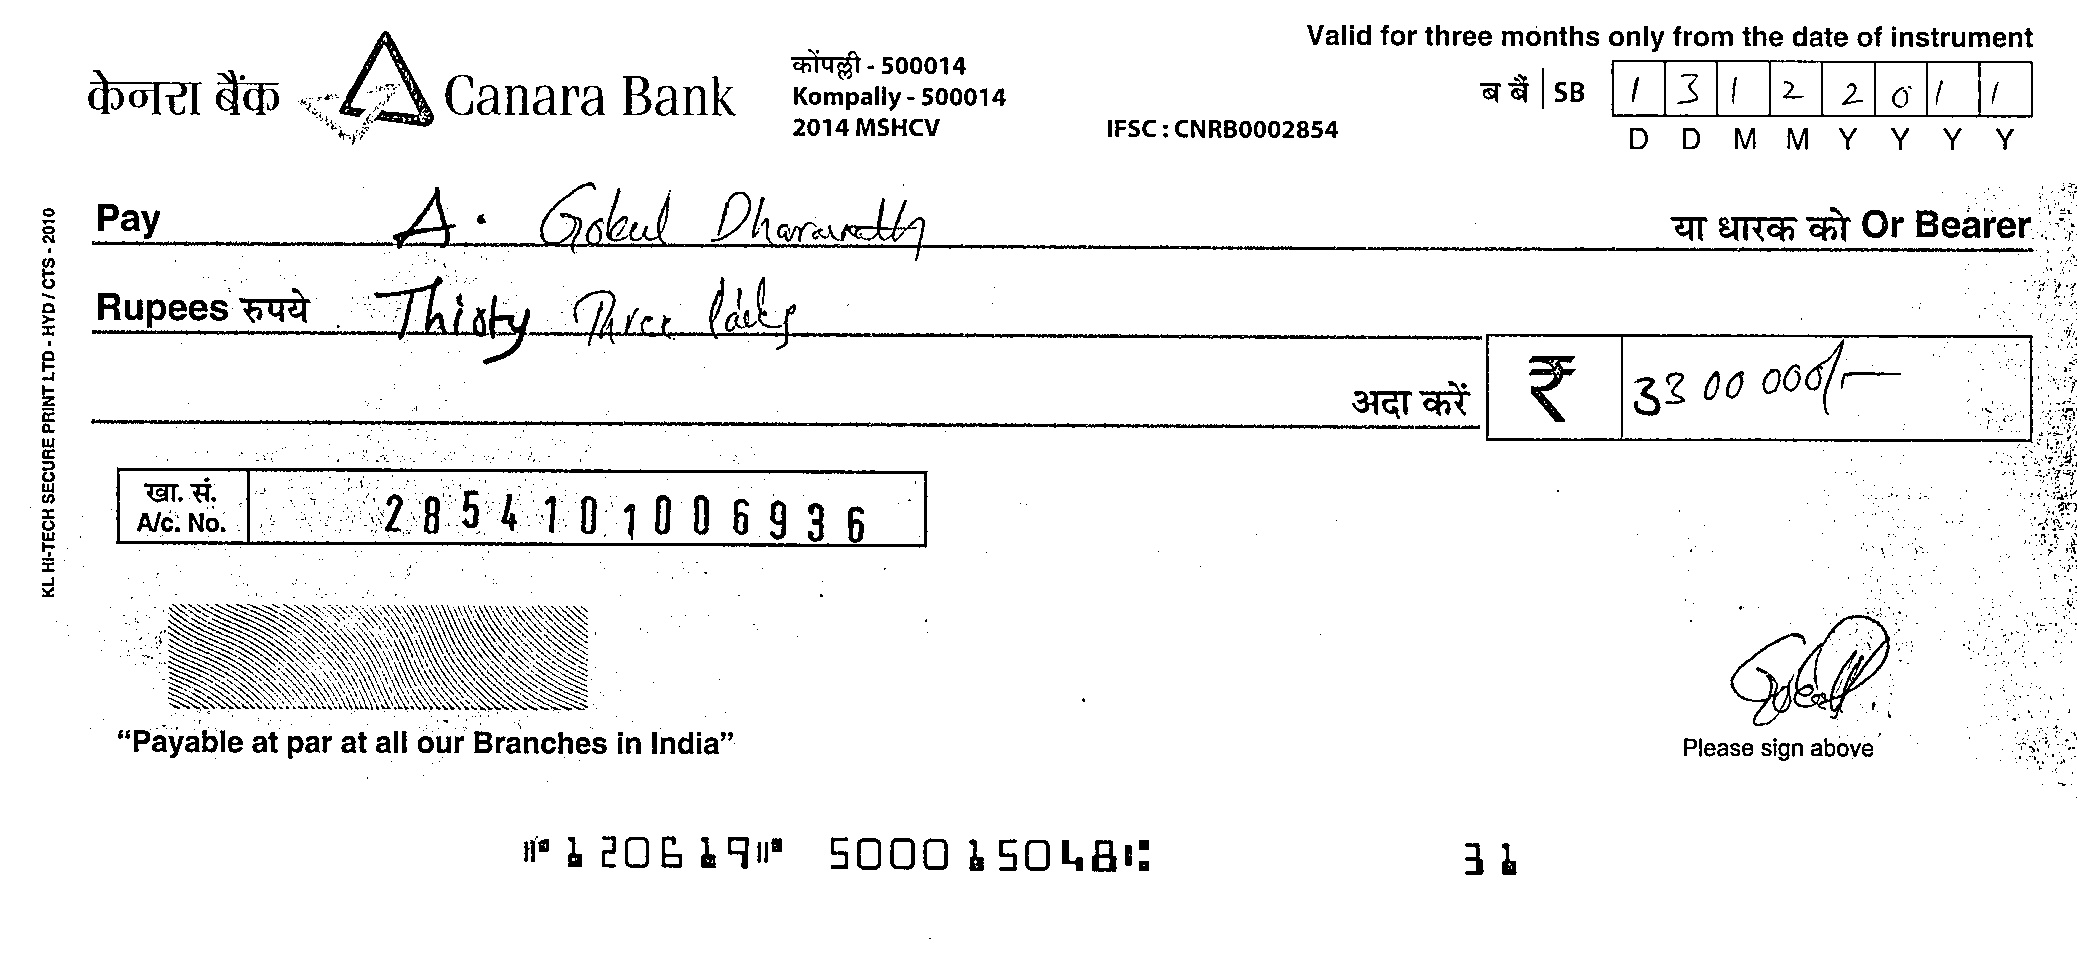 Valid for three months only from the date of instrument
केनरा बैंक Canara Bank
कोंपल्ली - 500014
Kompally - 500014
2014 MSHCV
IFSC : CNRB0002854
ब बैं | SB 1 3 1 2 2 0 1 1
D D M M Y Y Y Y
Pay A. Gokul या धारक को Or Bearer
Rupees रुपये Thirty Three lacks
अदा करें ₹ 33 00 000/-
खा. सं.
A/c. No. 2854101006936
KL HI-TECH SECURE PRINT LTD - HYD / CTS - 2010
"Payable at par at all our Branches in India"
Please sign above
⑈120619⑈ 500015048⑆ 31